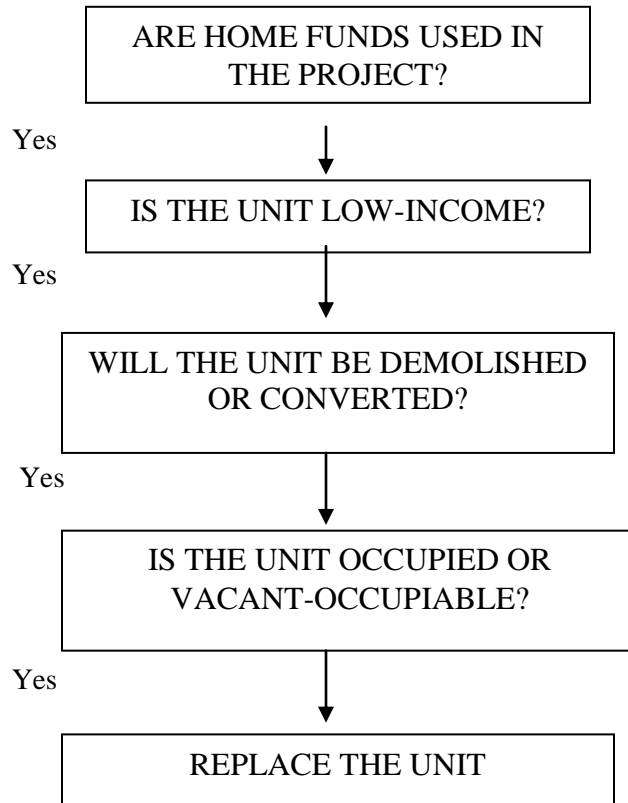 ARE HOME FUNDS USED IN
THE PROJECT?
Yes
IS THE UNIT LOW-INCOME?
Yes
WILL THE UNIT BE DEMOLISHED
OR CONVERTED?
Yes
IS THE UNIT OCCUPIED OR
VACANT-OCCUPIABLE?
Yes
REPLACE THE UNIT